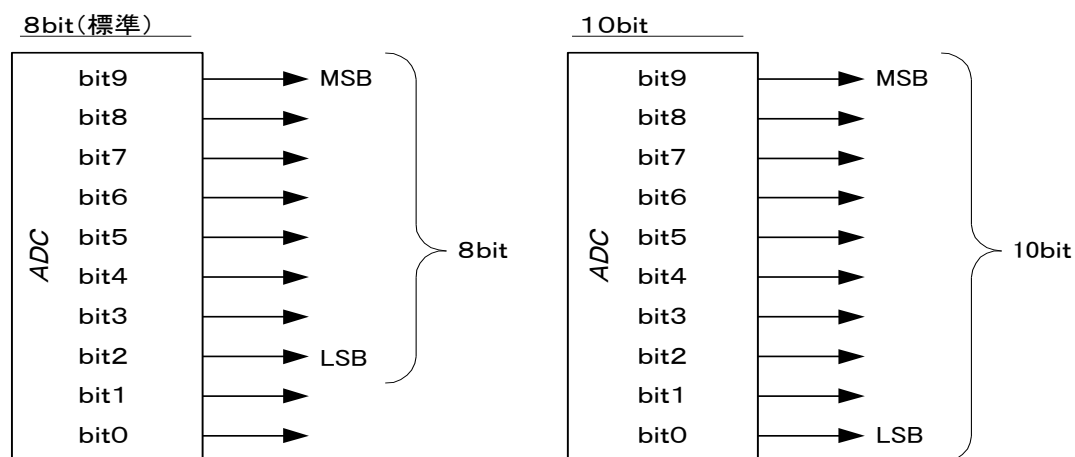 8bit(標準)
bit9
MSB
bit8
bit7
bit6
bit5
bit4
bit3
bit2
LSB
bit1
bit0
ADC
8bit
10bit
bit9
MSB
bit8
bit7
bit6
bit5
bit4
bit3
bit2
bit1
bit0
LSB
ADC
10bit